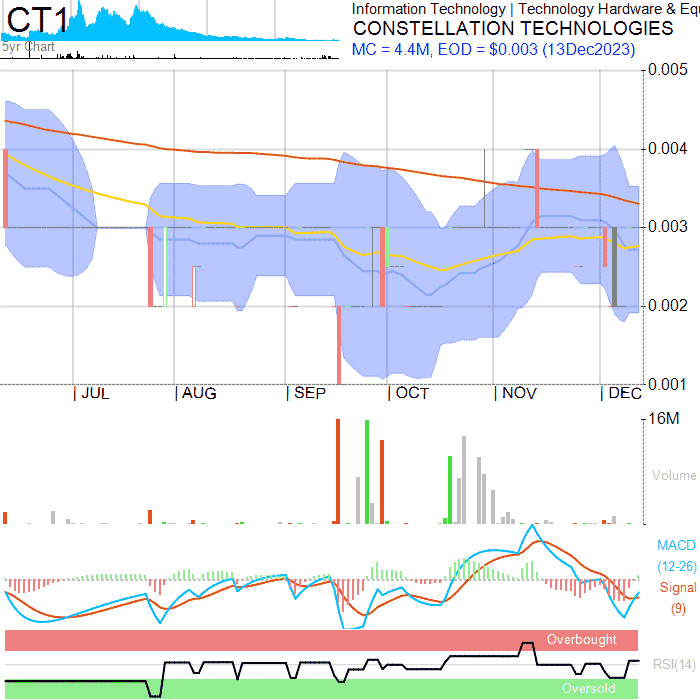 CT1
5yr Chart
Information Technology | Technology Hardware & Equ
CONSTELLATION TECHNOLOGIES
MC = 4.4M, EOD = $0.003 (13Dec2023)
0.005
0.004
0.003
0.002
0.001
JUL
AUG
SEP
OCT
NOV
DEC
16M
Volume
MACD
(12-26)
Signal
(9)
Overbought
RSI(14)
Oversold